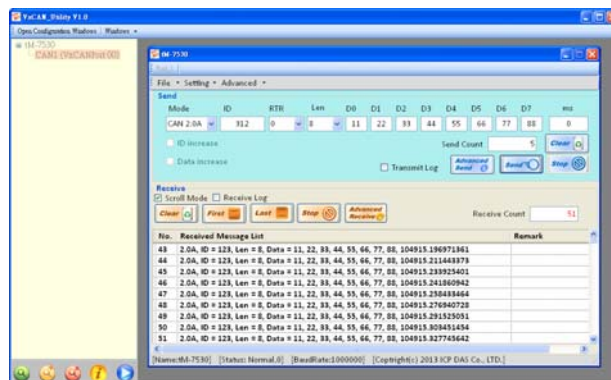 VxCAN_Utility V1.0
Open Configuration Windows Windows
tM-7530
CAN1 (VxCANPort 00)
tM-7530
File Setting Advanced
Send
Mode ID RTR Len D0 D1 D2 D3 D4 D5 D6 D7 ms
CAN 2.0A 312 0 8 11 22 33 44 55 66 77 88 0
ID increase Send Count 5 Clear
Data increase Transmit Log Advanced Send Send Stop
Receive
Scroll Mode Receive Log
Clear First Last Stop Advanced Receive Receive Count 51
No. Received Message List Remark
43 2.0A, ID = 123, Len = 8, Data = 11, 22, 33, 44, 55, 66, 77, 88, 104915.196971361
44 2.0A, ID = 123, Len = 8, Data = 11, 22, 33, 44, 55, 66, 77, 88, 104915.211443373
45 2.0A, ID = 123, Len = 8, Data = 11, 22, 33, 44, 55, 66, 77, 88, 104915.233925401
46 2.0A, ID = 123, Len = 8, Data = 11, 22, 33, 44, 55, 66, 77, 88, 104915.241860942
47 2.0A, ID = 123, Len = 8, Data = 11, 22, 33, 44, 55, 66, 77, 88, 104915.258433464
48 2.0A, ID = 123, Len = 8, Data = 11, 22, 33, 44, 55, 66, 77, 88, 104915.276940728
49 2.0A, ID = 123, Len = 8, Data = 11, 22, 33, 44, 55, 66, 77, 88, 104915.291525051
50 2.0A, ID = 123, Len = 8, Data = 11, 22, 33, 44, 55, 66, 77, 88, 104915.303451454
51 2.0A, ID = 123, Len = 8, Data = 11, 22, 33, 44, 55, 66, 77, 88, 104915.327745642
[Name:tM-7530] [Status: Normal,0] [BaudRate:1000000] [Coptright(c) 2013 ICP DAS Co., LTD.]